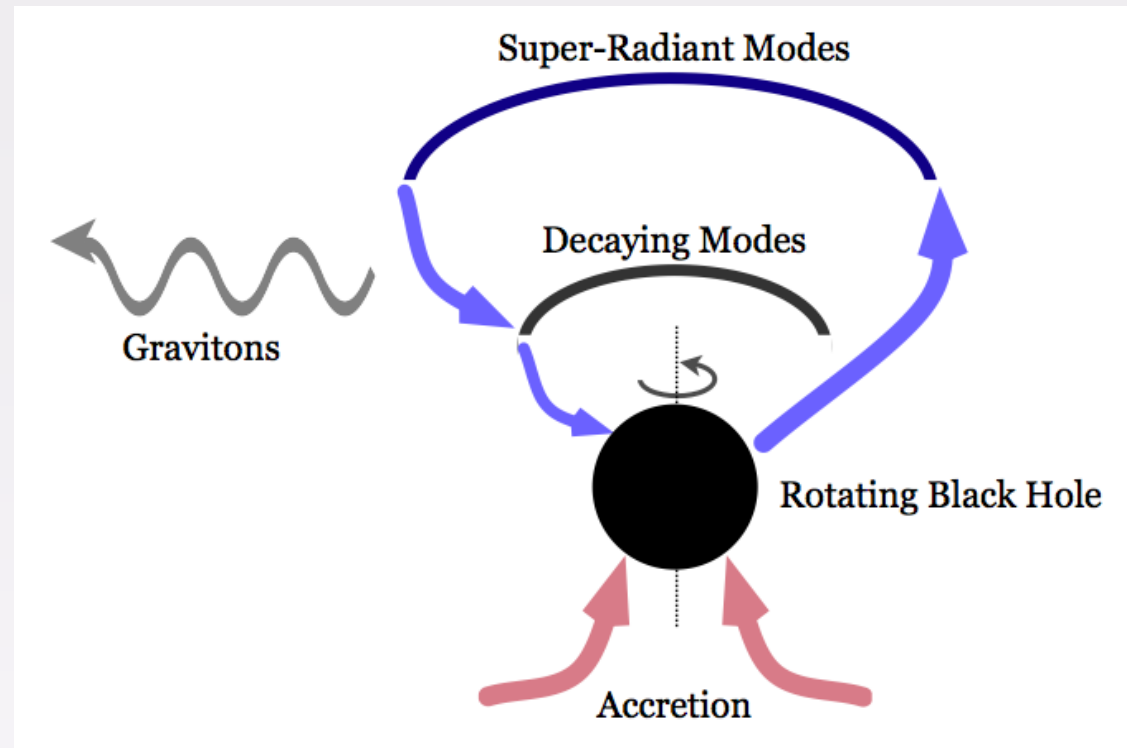 Super-Radiant Modes
Decaying Modes
Gravitons
Rotating Black Hole
Accretion